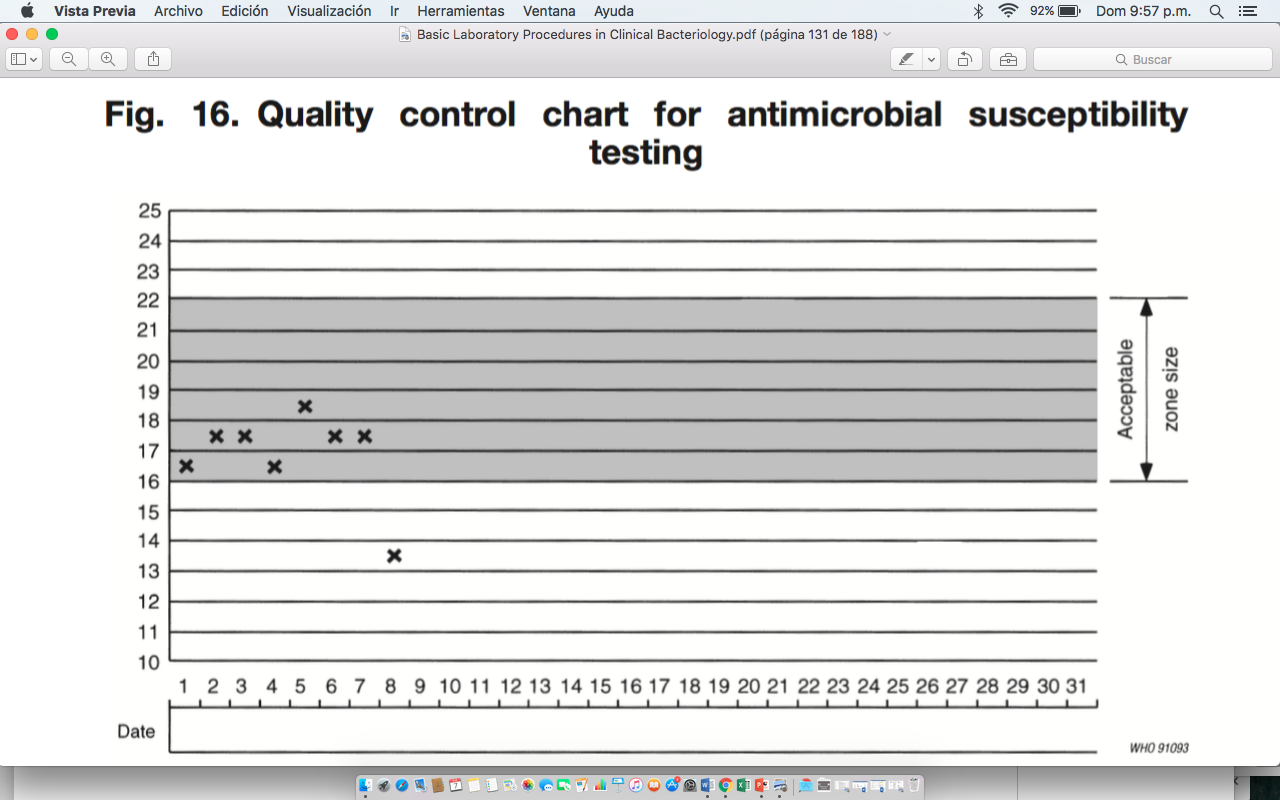 Vista Previa Archivo Edición Visualización Ir Herramientas Ventana Ayuda 92% Dom 9:57 p.m.
Basic Laboratory Procedures in Clinical Bacteriology.pdf (página 131 de 188)
Buscar
Fig. 16. Quality control chart for antimicrobial susceptibility
testing
25
24
23
22
21
20
19
18
17
16
15
14
13
12
11
10
Acceptable
zone size
1 2 3 4 5 6 7 8 9 10 11 12 13 14 15 16 17 18 19 20 21 22 23 24 25 26 27 28 29 30 31
Date
WHO 91093